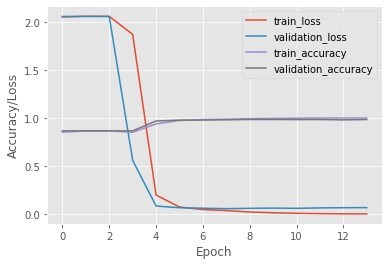 train_loss
validation_loss
train_accuracy
validation_accuracy
2.0
1.5
1.0
0.5
0.0
Accuracy/Loss
0 2 4 6 8 10 12
Epoch